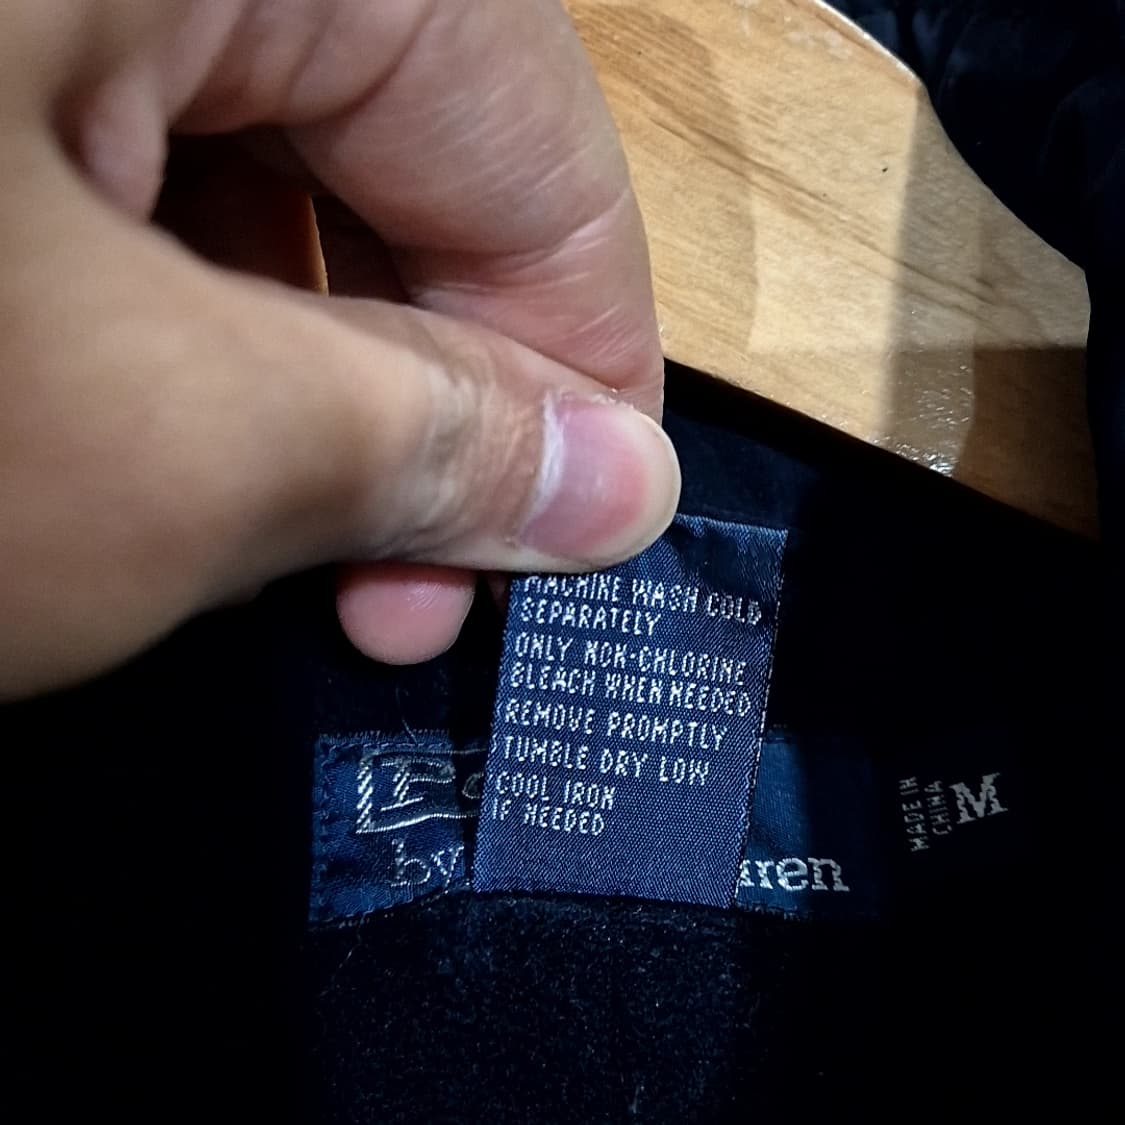 MACHINE WASH COLD
SEPARATELY
ONLY NON-CHLORINE
BLEACH WHEN NEEDED
REMOVE PROMPTLY
TUMBLE DRY LOW
COOL IRON
IF NEEDED
by
MADE IN
CHINA
M